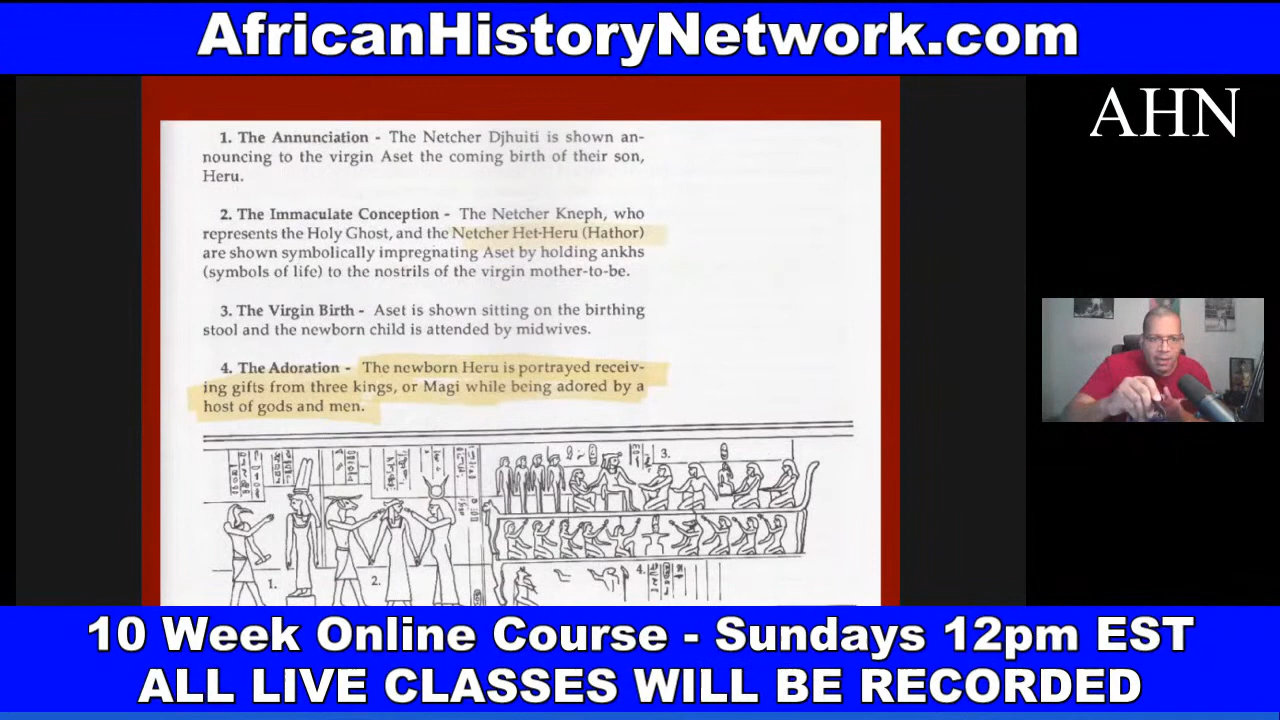 AfricanHistoryNetwork.com
AHN
1. The Annunciation - The Netcher Djhuiti is shown an-
nouncing to the virgin Aset the coming birth of their son,
Heru.
2. The Immaculate Conception - The Netcher Kneph, who
represents the Holy Ghost, and the Netcher Het-Heru (Hathor)
are shown symbolically impregnating Aset by holding ankhs
(symbols of life) to the nostrils of the virgin mother-to-be.
3. The Virgin Birth - Aset is shown sitting on the birthing
stool and the newborn child is attended by midwives.
4. The Adoration - The newborn Heru is portrayed receiv-
ing gifts from three kings, or Magi while being adored by a
host of gods and men.
3.
1.
2.
4.
10 Week Online Course - Sundays 12pm EST
ALL LIVE CLASSES WILL BE RECORDED